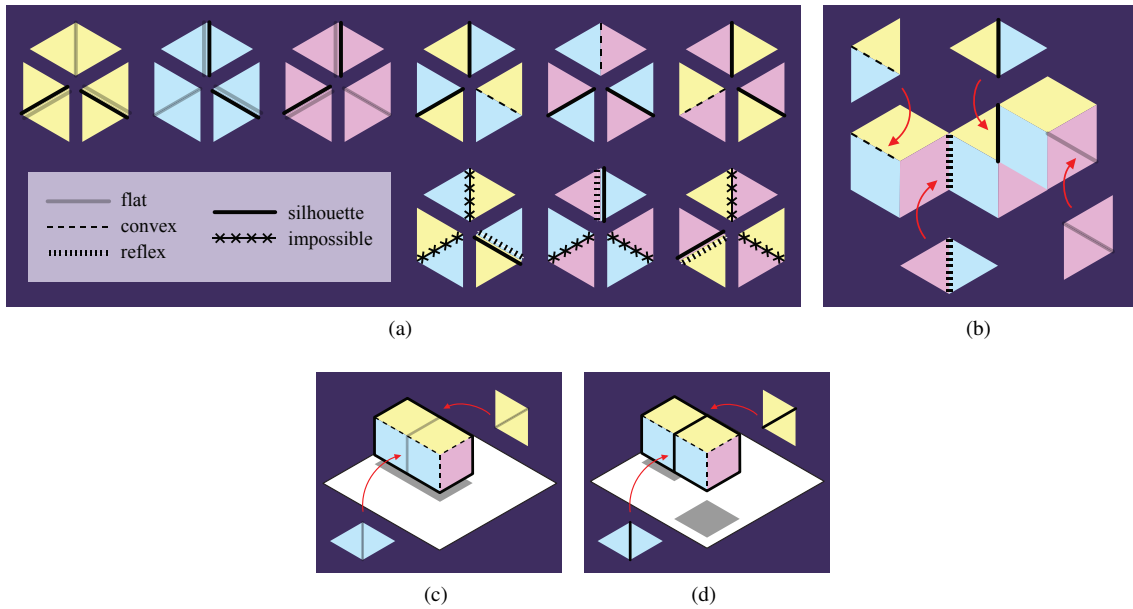 flat
convex
reflex
silhouette
impossible
(a)
(b)
(c)
(d)